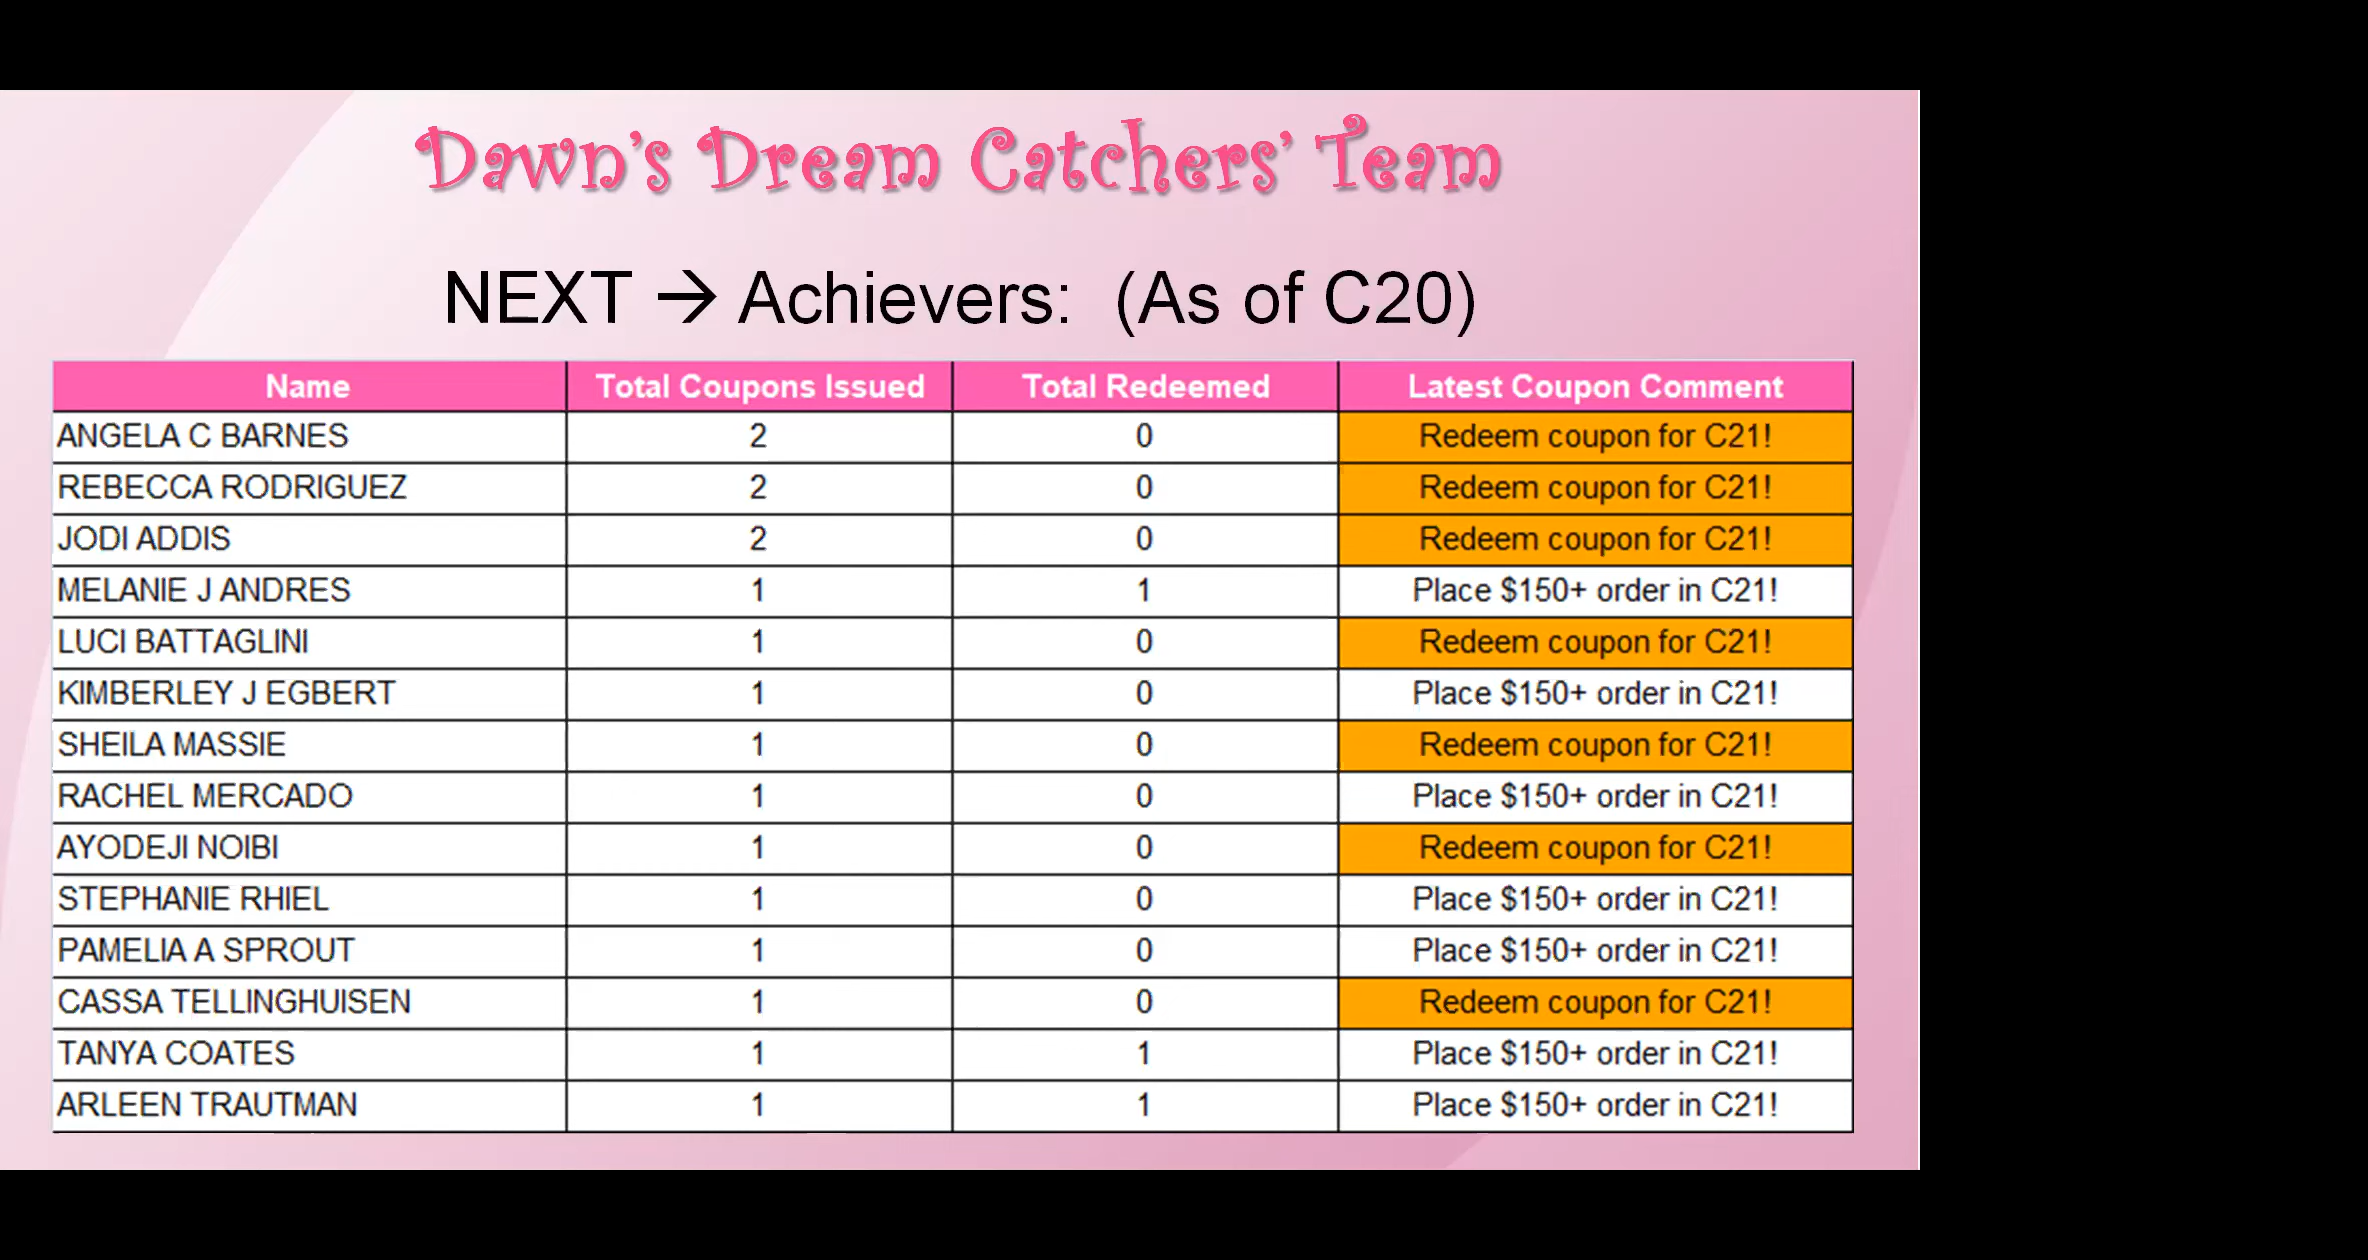 Dawn's Dream Catchers' Team
NEXT → Achievers: (As of C20)
Name Total Coupons Issued Total Redeemed Latest Coupon Comment
ANGELA C BARNES 2 0 Redeem coupon for C21!
REBECCA RODRIGUEZ 2 0 Redeem coupon for C21!
JODI ADDIS 2 0 Redeem coupon for C21!
MELANIE J ANDRES 1 1 Place $150+ order in C21!
LUCI BATTAGLINI 1 0 Redeem coupon for C21!
KIMBERLEY J EGBERT 1 0 Place $150+ order in C21!
SHEILA MASSIE 1 0 Redeem coupon for C21!
RACHEL MERCADO 1 0 Place $150+ order in C21!
AYODEJI NOIBI 1 0 Redeem coupon for C21!
STEPHANIE RHIEL 1 0 Place $150+ order in C21!
PAMELIA A SPROUT 1 0 Place $150+ order in C21!
CASSA TELLINGHUISEN 1 0 Redeem coupon for C21!
TANYA COATES 1 1 Place $150+ order in C21!
ARLEEN TRAUTMAN 1 1 Place $150+ order in C21!